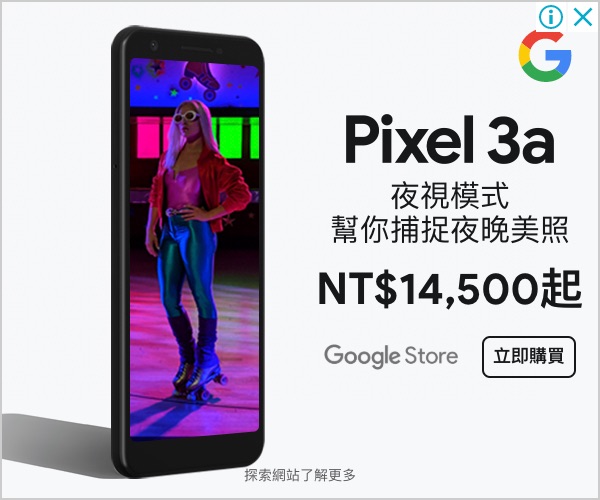 Pixel 3a
夜視模式
幫你捕捉夜晚美照
NT$14,500起
Google Store
立即購買
探索網站了解更多